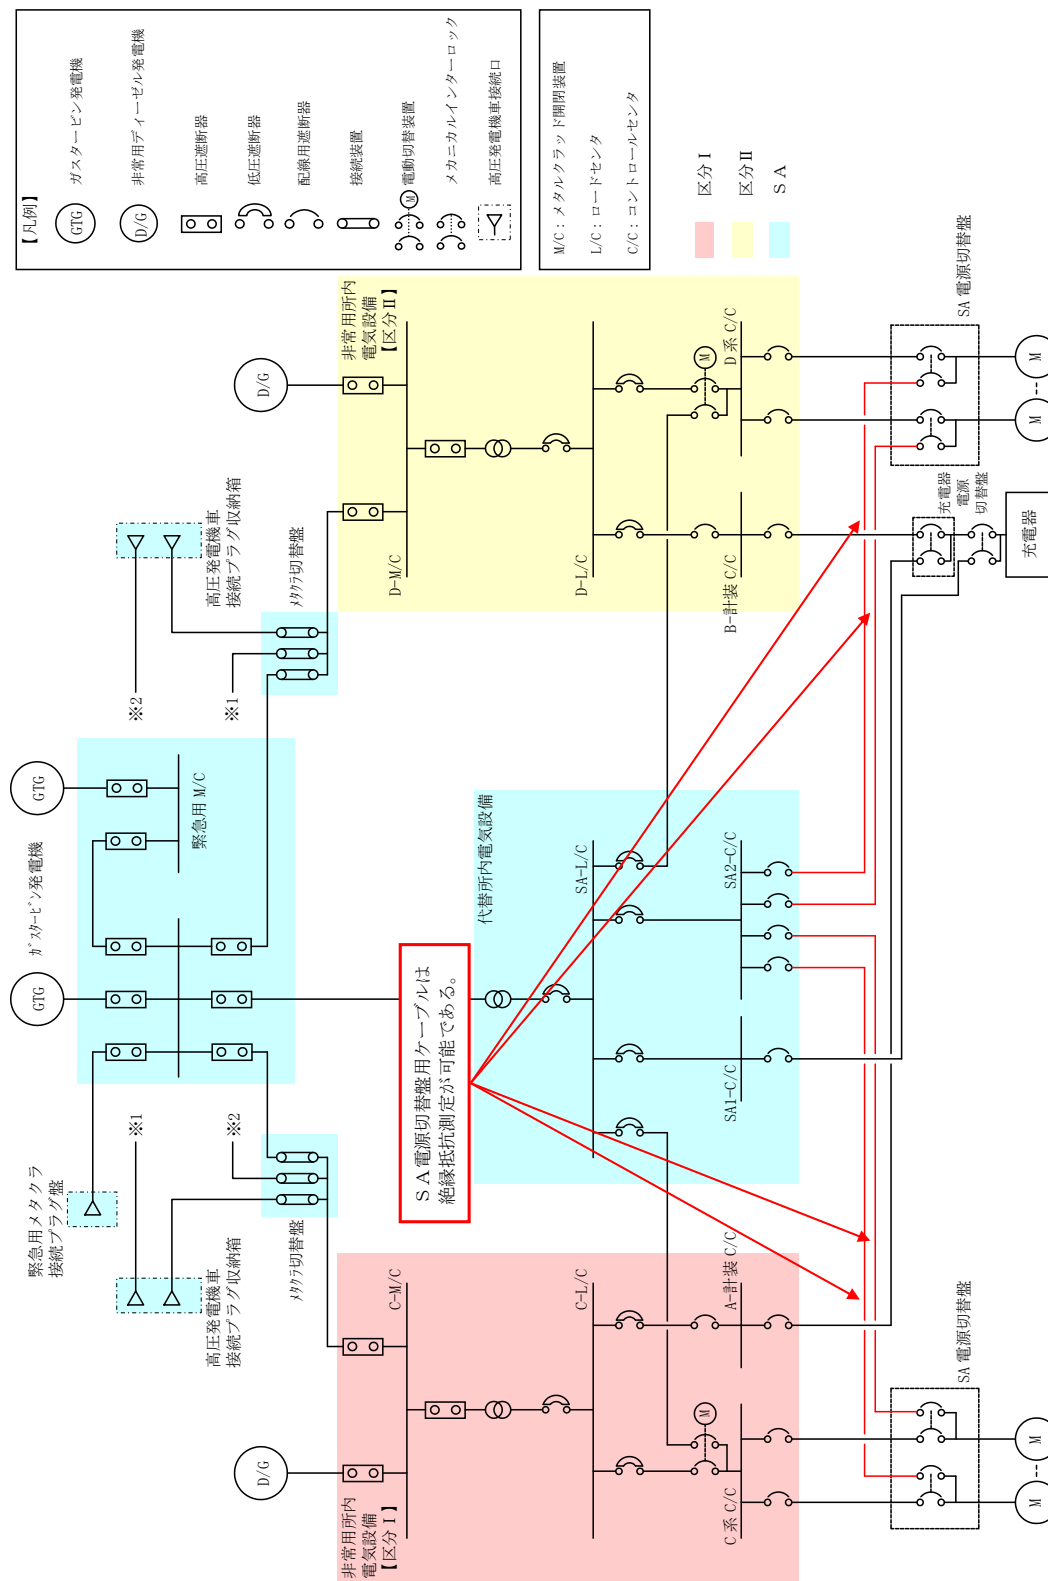 【凡例】
GTG
ガスタービン発電機
D/G
非常用ディーゼル発電機
高圧遮断器
低圧遮断器
配線用遮断器
接続装置
M
電動切替装置
メカニカルインターロック
高圧発電機車接続口
M/C：メタルクラッド開閉装置
L/C：ロードセンタ
C/C：コントロールセンタ
区分Ⅰ
区分Ⅱ
ＳＡ
GTG
ｶﾞｽﾀｰﾋﾞﾝ発電機
GTG
緊急用 M/C
緊急用メタクラ
接続プラグ盤
※1
※2
高圧発電機車
接続プラグ収納箱
ﾒﾀｸﾗ切替盤
※2
※1
高圧発電機車
接続プラグ収納箱
ﾒﾀｸﾗ切替盤
D/G
非常用所内
電気設備
【区分Ⅰ】
C-M/C
C-L/C
M
C 系 C/C
A-計装 C/C
D/G
非常用所内
電気設備
【区分Ⅱ】
D-M/C
D-L/C
M
D 系 C/C
B-計装 C/C
ＳＡ電源切替盤用ケーブルは
絶縁抵抗測定が可能である。
代替所内電気設備
SA-L/C
SA1-C/C
SA2-C/C
SA 電源切替盤
M
M
充電器
電源
切替盤
充電器
SA 電源切替盤
M
M